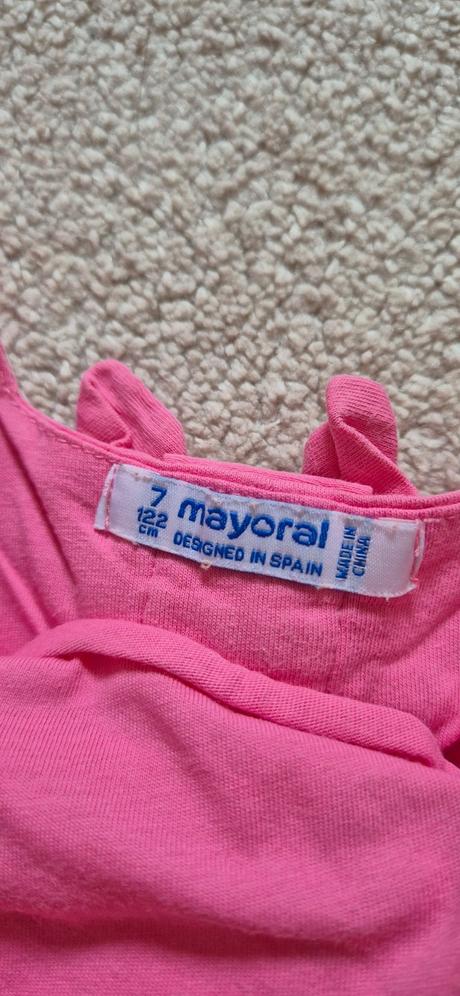 7
122
cm
mayoral
DESIGNED IN SPAIN
MADE IN
CHINA